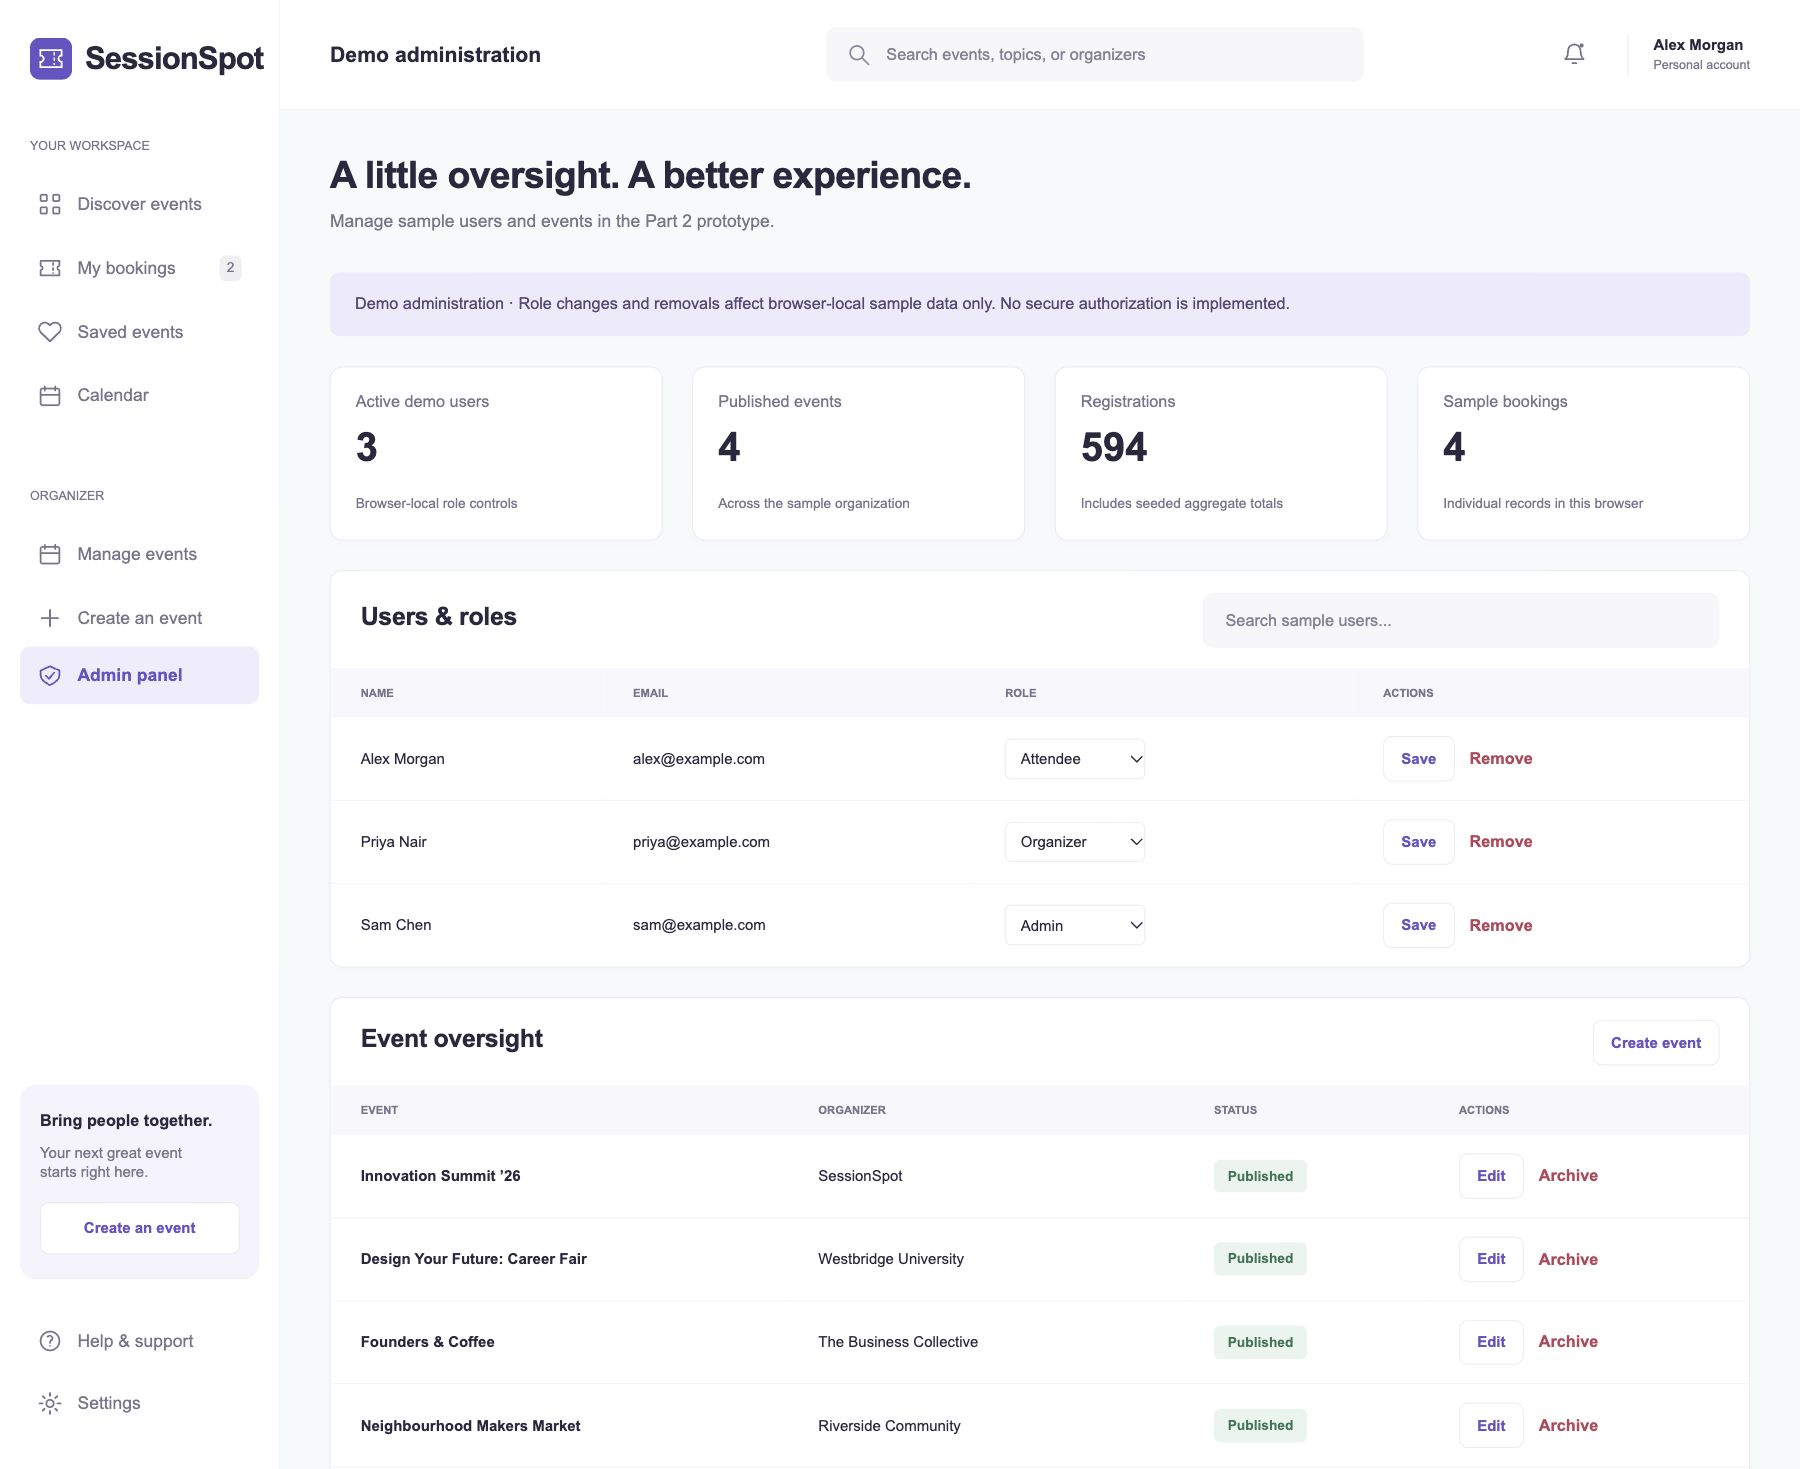 SessionSpot
YOUR WORKSPACE
Discover events
My bookings 2
Saved events
Calendar
ORGANIZER
Manage events
Create an event
Admin panel
Bring people together.
Your next great event
starts right here.
Create an event
Help & support
Settings
Demo administration
Search events, topics, or organizers
Alex Morgan
Personal account
A little oversight. A better experience.
Manage sample users and events in the Part 2 prototype.
Demo administration · Role changes and removals affect browser-local sample data only. No secure authorization is implemented.
Active demo users
3
Browser-local role controls
Published events
4
Across the sample organization
Registrations
594
Includes seeded aggregate totals
Sample bookings
4
Individual records in this browser
Users & roles
Search sample users...
NAME EMAIL ROLE ACTIONS
Alex Morgan alex@example.com Attendee Save Remove
Priya Nair priya@example.com Organizer Save Remove
Sam Chen sam@example.com Admin Save Remove
Event oversight
Create event
EVENT ORGANIZER STATUS ACTIONS
Innovation Summit ’26 SessionSpot Published Edit Archive
Design Your Future: Career Fair Westbridge University Published Edit Archive
Founders & Coffee The Business Collective Published Edit Archive
Neighbourhood Makers Market Riverside Community Published Edit Archive